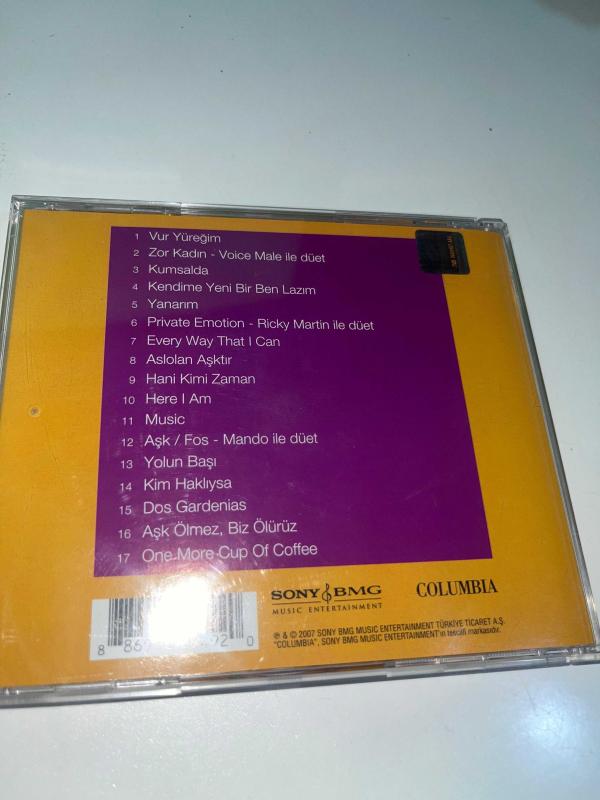 1 Vur Yüreğim
2 Zor Kadın - Voice Male ile düet
3 Kumsalda
4 Kendime Yeni Bir Ben Lazım
5 Yanarım
6 Private Emotion - Ricky Martin ile düet
7 Every Way That I Can
8 Aslolan Aşktır
9 Hani Kimi Zaman
10 Here I Am
11 Music
12 Aşk / Fos - Mando ile düet
13 Yolun Başı
14 Kim Haklıysa
15 Dos Gardenias
16 Aşk Ölmez, Biz Ölürüz
17 One More Cup Of Coffee
SONY BMG
MUSIC ENTERTAINMENT
COLUMBIA
℗ & © 2007 SONY BMG MUSIC ENTERTAINMENT TÜRKİYE TİCARET A.Ş.
"COLUMBIA", SONY BMG MUSIC ENTERTAINMENT'ın tescilli markasıdır.